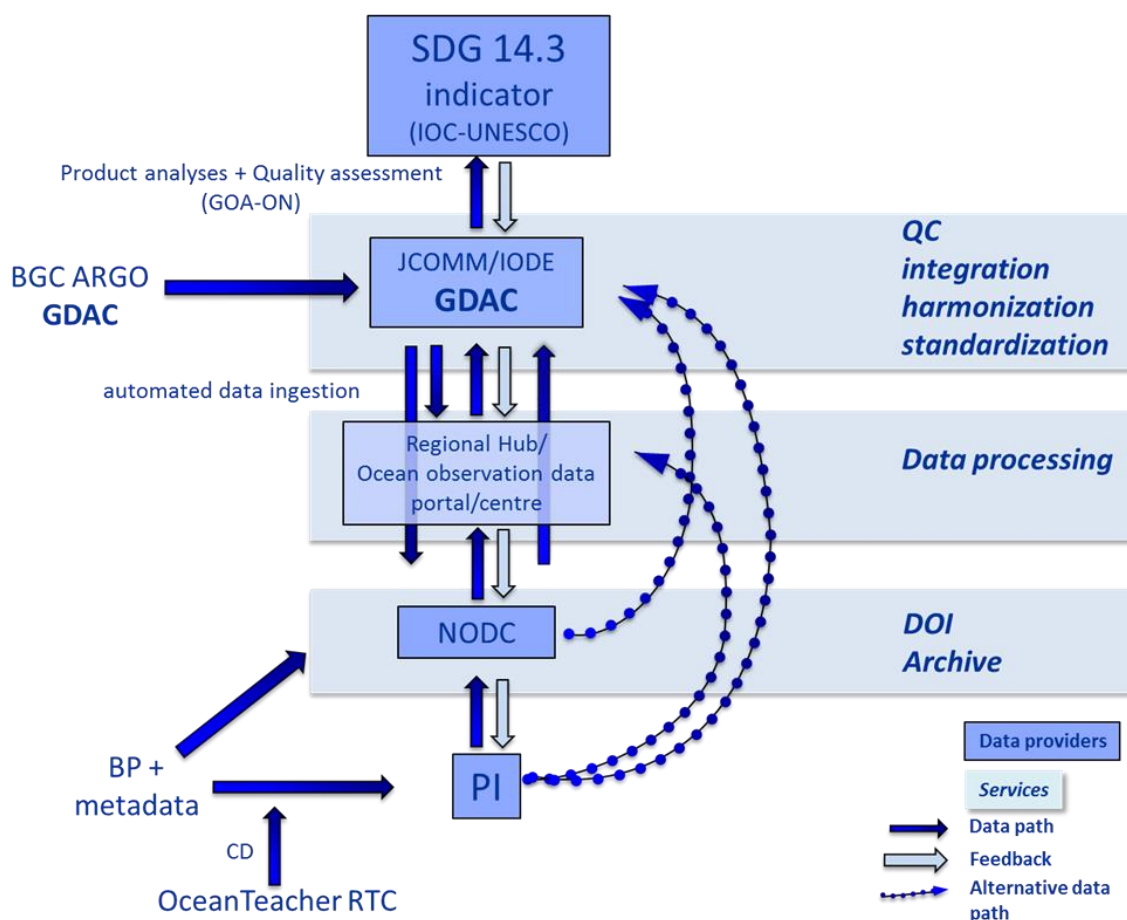 SDG 14.3
indicator
(IOC-UNESCO)
Product analyses + Quality assessment
(GOA-ON)
BGC ARGO
GDAC
JCOMM/IODE
GDAC
QC
integration
harmonization
standardization
automated data ingestion
Regional Hub/
Ocean observation data
portal/centre
Data processing
NODC
DOI
Archive
BP +
metadata
PI
CD
OceanTeacher RTC
Data providers
Services
Data path
Feedback
Alternative data
path